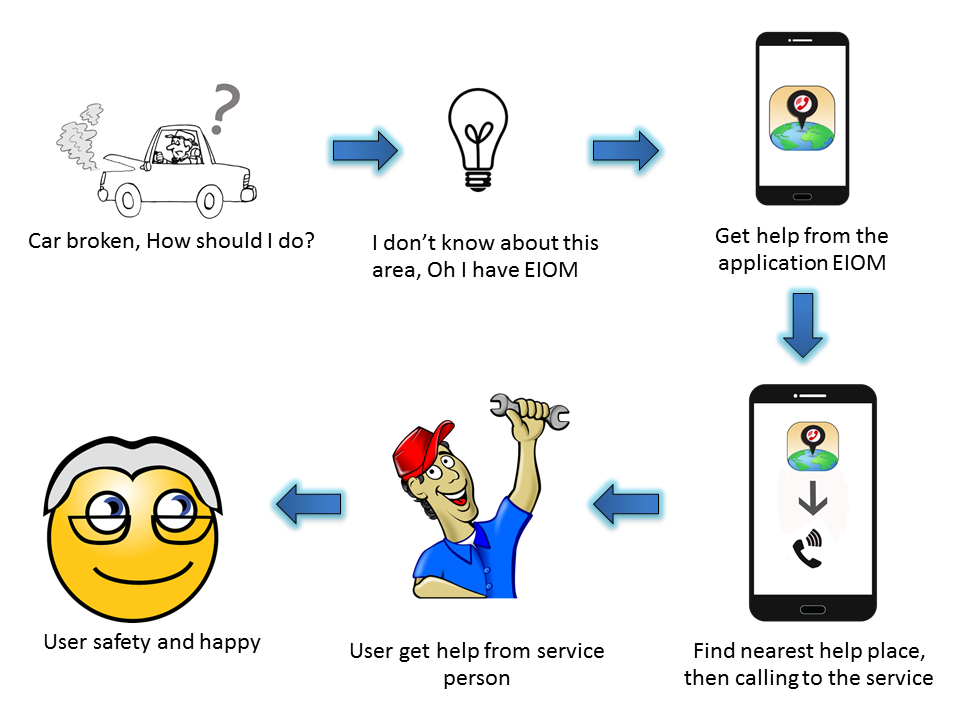 ?
Car broken, How should I do?
I don’t know about this
area, Oh I have EIOM
Get help from the
application EIOM
Find nearest help place,
then calling to the service
User get help from service
person
User safety and happy